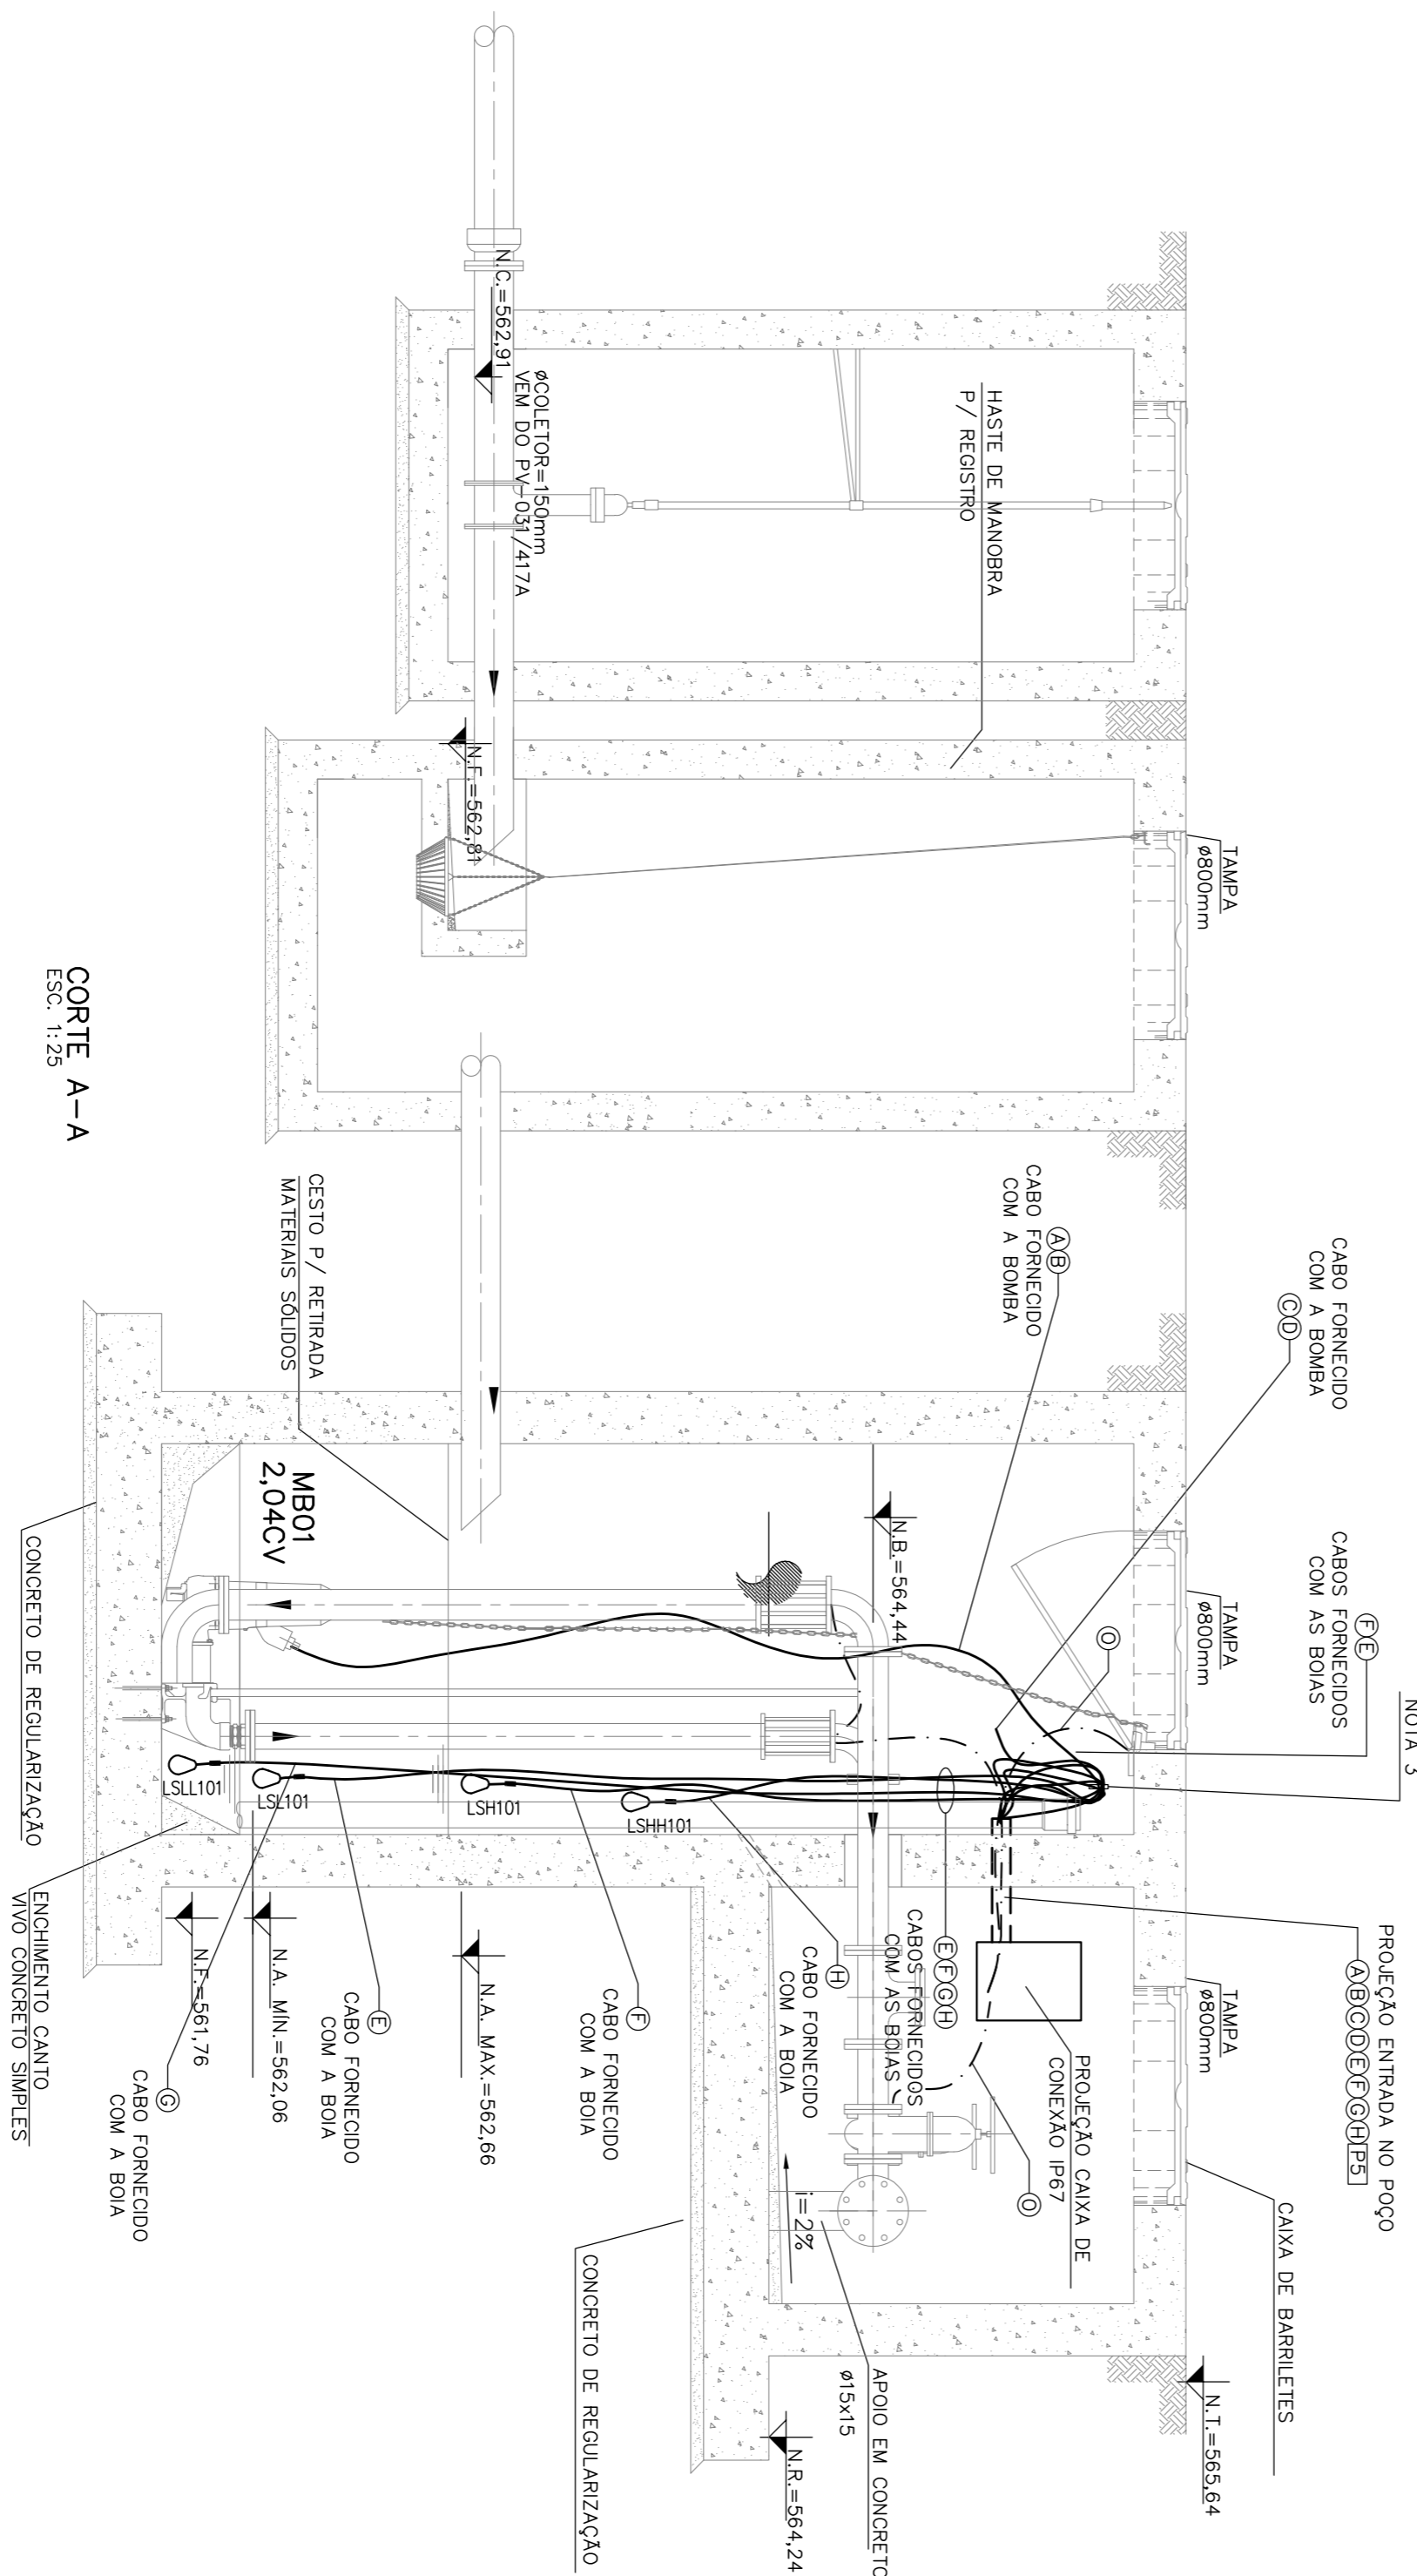 NOTA 3
PROJEÇÃO ENTRADA NO POÇO
A B C D E F G H P5
CABO FORNECIDO
COM A BOMBA
C D
F E
CABOS FORNECIDOS
COM AS BOIAS
O
TAMPA
Ø800mm
TAMPA
Ø800mm
TAMPA
Ø800mm
CAIXA DE BARRILETES
N.T.=565,64
A B
CABO FORNECIDO
COM A BOMBA
HASTE DE MANOBRA
P/ REGISTRO
PROJEÇÃO CAIXA DE
CONEXÃO IP67
O
N.B.=564,44
E F G H
CABOS FORNECIDOS
COM AS BOIAS
H
CABO FORNECIDO
COM A BOIA
i=2%
APOIO EM CONCRETO
Ø15x15
N.R.=564,24
ØCOLETOR=150mm
VEM DO PV-031/417A
N.C.=562,91
N.F.=562,81
CESTO P/ RETIRADA
MATERIAIS SÓLIDOS
MB01
2,04CV
LSHH101
LSH101
LSL101
LSLL101
F
CABO FORNECIDO
COM A BOIA
CONCRETO DE REGULARIZAÇÃO
N.A. MAX.=562,66
E
CABO FORNECIDO
COM A BOIA
N.A. MÍN.=562,06
N.F.=561,76
G
CABO FORNECIDO
COM A BOIA
CONCRETO DE REGULARIZAÇÃO
ENCHIMENTO CANTO
VIVO CONCRETO SIMPLES
CORTE A-A
ESC. 1:25